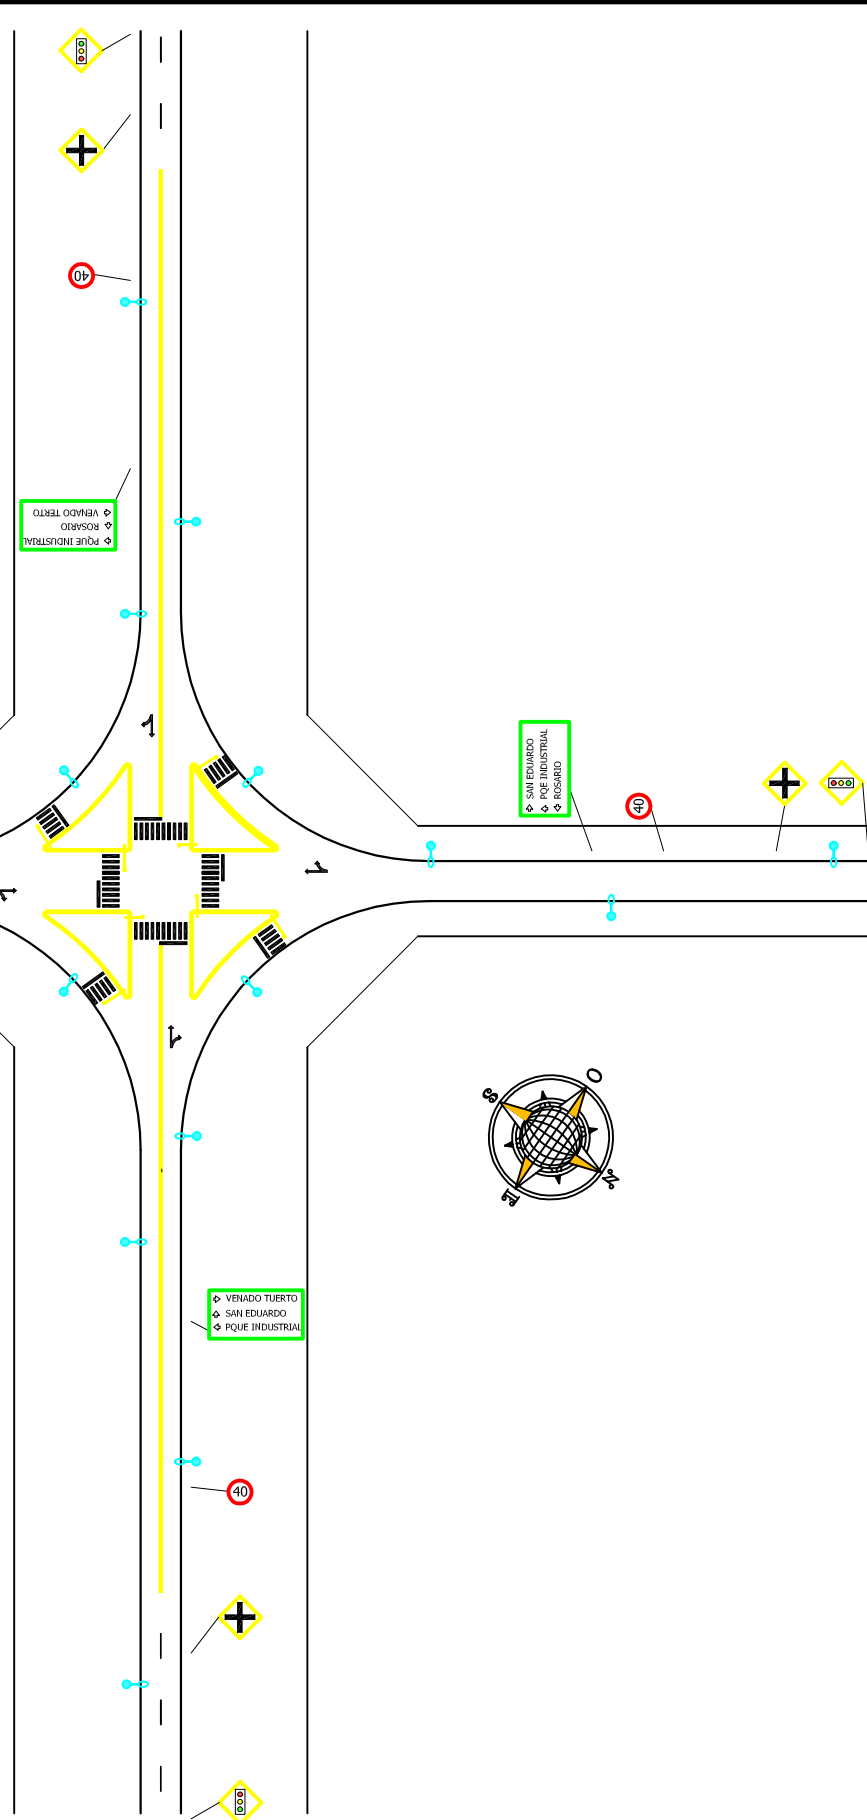 40
VENADO TERTO
ROSARIO
PQUE INDUSTRIAL
SAN EDUARDO
PQE INDUSTRIAL
ROSARIO
40
O
S
N
E
VENADO TUERTO
SAN EDUARDO
PQUE INDUSTRIAL
40